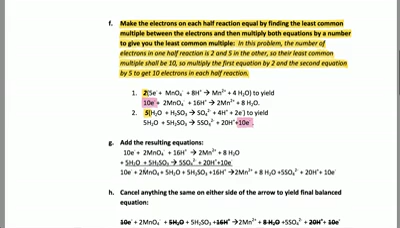 f. Make the electrons on each half reaction equal by finding the least common
multiple between the electrons and then multiply both equations by a number
to give you the least common multiple: In this problem, the number of
electrons in one half reaction is 2 and 5 in the other, so their least common
multiple shall be 10, so multiply the first equation by 2 and the second equation
by 5 to get 10 electrons in each half reaction.
1. 2(5e⁻ + MnO₄⁻ + 8H⁺ → Mn²⁺ + 4 H₂O) to yield
10e⁻ + 2MnO₄⁻ + 16H⁺ → 2Mn²⁺ + 8 H₂O.
2. 5(H₂O + H₂SO₃ → SO₄²⁻ + 4H⁺ + 2e⁻) to yield
5H₂O + 5H₂SO₃ → 5SO₄²⁻ + 20H⁺ +10e⁻.
g. Add the resulting equations:
10e⁻ + 2MnO₄⁻ + 16H⁺ → 2Mn²⁺ + 8 H₂O
+ 5H₂O + 5H₂SO₃ → 5SO₄²⁻ + 20H⁺+10e⁻
10e⁻ + 2MnO₄⁻ + 5H₂O + 5H₂SO₃ + 16H⁺ →2Mn²⁺ + 8 H₂O +5SO₄²⁻ + 20H⁺+ 10e⁻
h. Cancel anything the same on either side of the arrow to yield final balanced
equation:
10e⁻ + 2MnO₄⁻ + 5H₂O + 5H₂SO₃ +16H⁺ →2Mn²⁺ + 8 H₂O +5SO₄²⁻ + 20H⁺+ 10e⁻